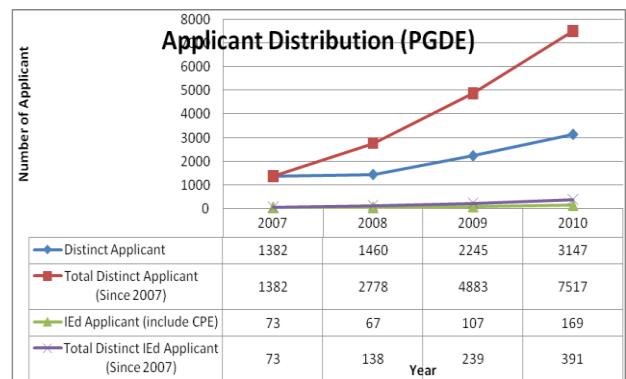 Applicant Distribution (PGDE)
Number of Applicant
8000
7000
6000
5000
4000
3000
2000
1000
0
2007 2008 2009 2010
Distinct Applicant 1382 1460 2245 3147
Total Distinct Applicant
(Since 2007) 1382 2778 4883 7517
IEd Applicant (include CPE) 73 67 107 169
Total Distinct IEd Applicant
(Since 2007) 73 138 239 391
Year